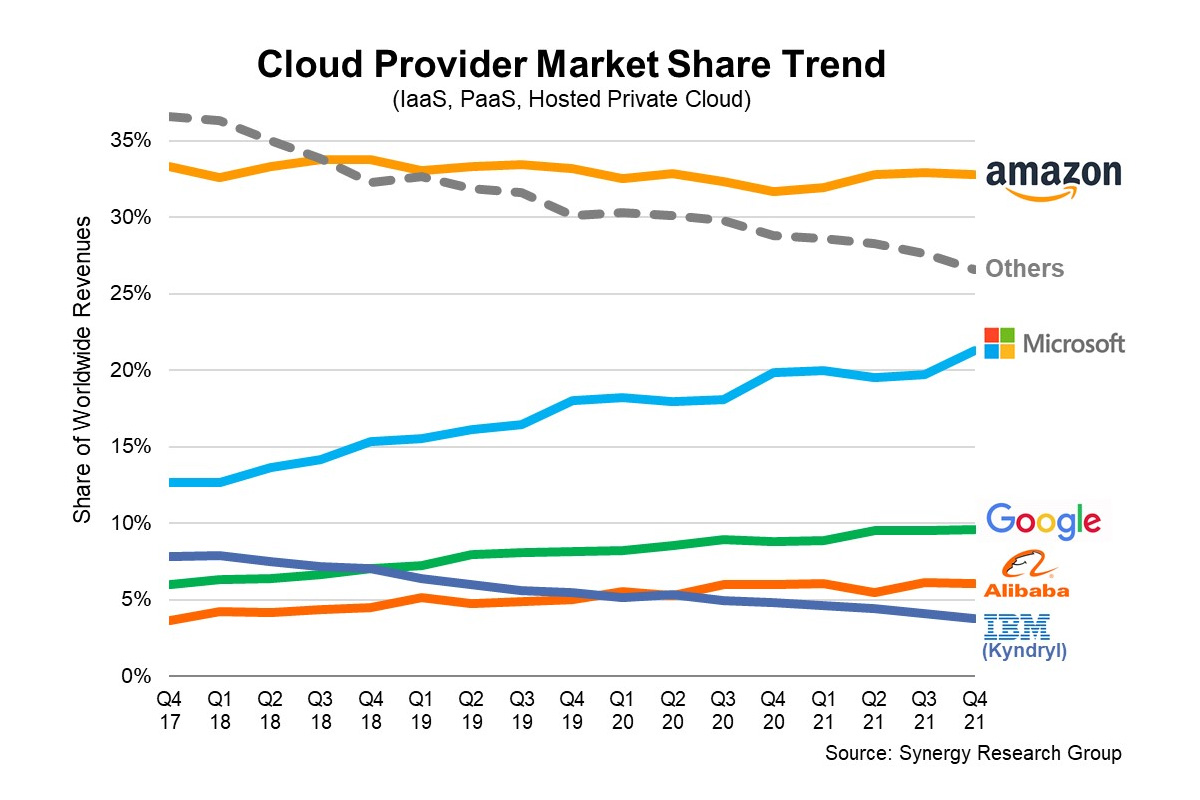 Cloud Provider Market Share Trend
(IaaS, PaaS, Hosted Private Cloud)
Share of Worldwide Revenues
35%
30%
25%
20%
15%
10%
5%
0%
amazon
Others
Microsoft
Google
Alibaba
IBM
(Kyndryl)
Q4 Q1 Q2 Q3 Q4 Q1 Q2 Q3 Q4 Q1 Q2 Q3 Q4 Q1 Q2 Q3 Q4
17 18 18 18 18 19 19 19 19 20 20 20 20 21 21 21 21
Source: Synergy Research Group